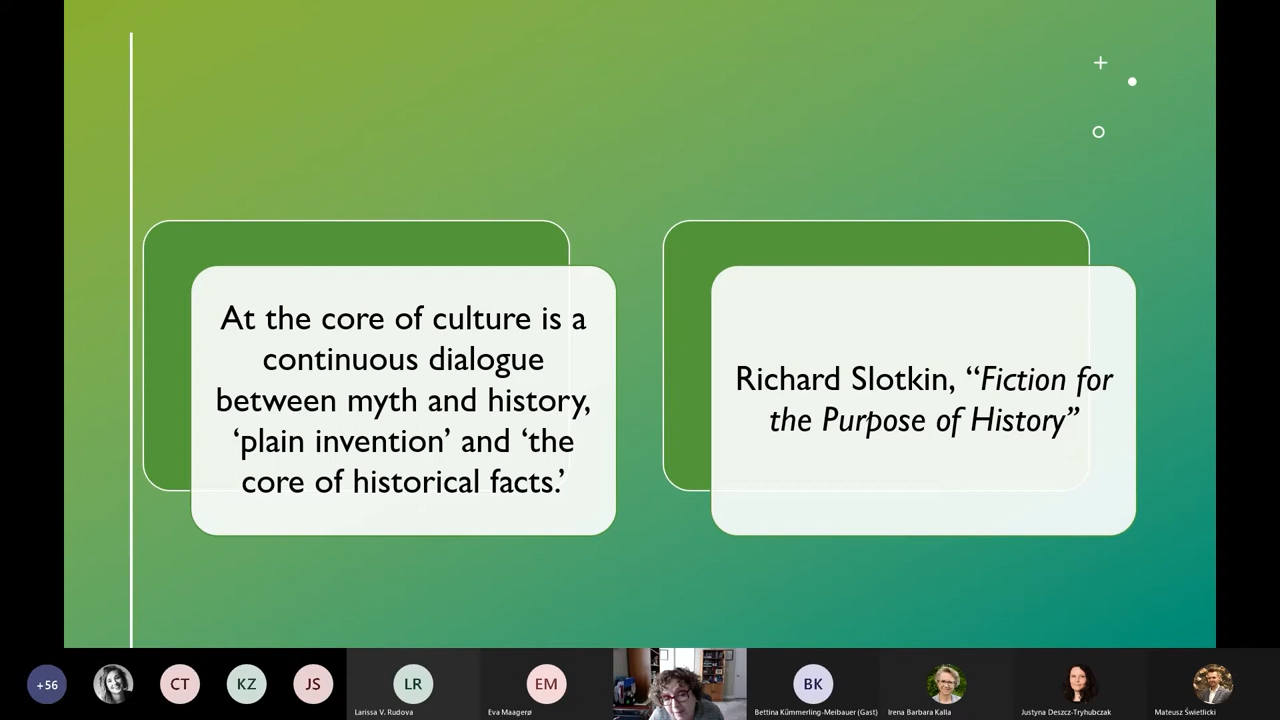 At the core of culture is a
continuous dialogue
between myth and history,
‘plain invention’ and ‘the
core of historical facts.’
Richard Slotkin, “Fiction for
the Purpose of History”
+56
CT
KZ
JS
LR
Larissa V. Rudova
EM
Eva Maagerø
BK
Bettina Kümmerling-Meibauer (Gast)
Irena Barbara Kalla
Justyna Deszcz-Tryhubczak
Mateusz Świetlicki